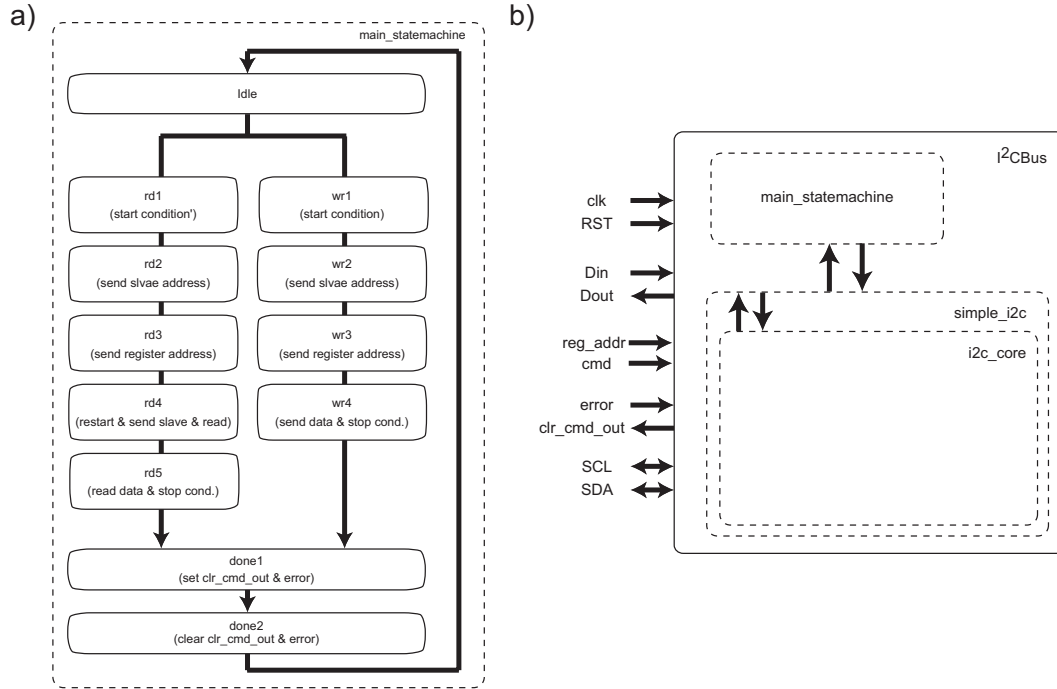 a)
main_statemachine
Idle
rd1
(start condition')
wr1
(start condition)
rd2
(send slvae address)
wr2
(send slvae address)
rd3
(send register address)
wr3
(send register address)
rd4
(restart & send slave & read)
wr4
(send data & stop cond.)
rd5
(read data & stop cond.)
done1
(set clr_cmd_out & error)
done2
(clear clr_cmd_out & error)
b)
I²CBus
main_statemachine
clk
RST
Din
Dout
simple_i2c
reg_addr
i2c_core
cmd
error
clr_cmd_out
SCL
SDA